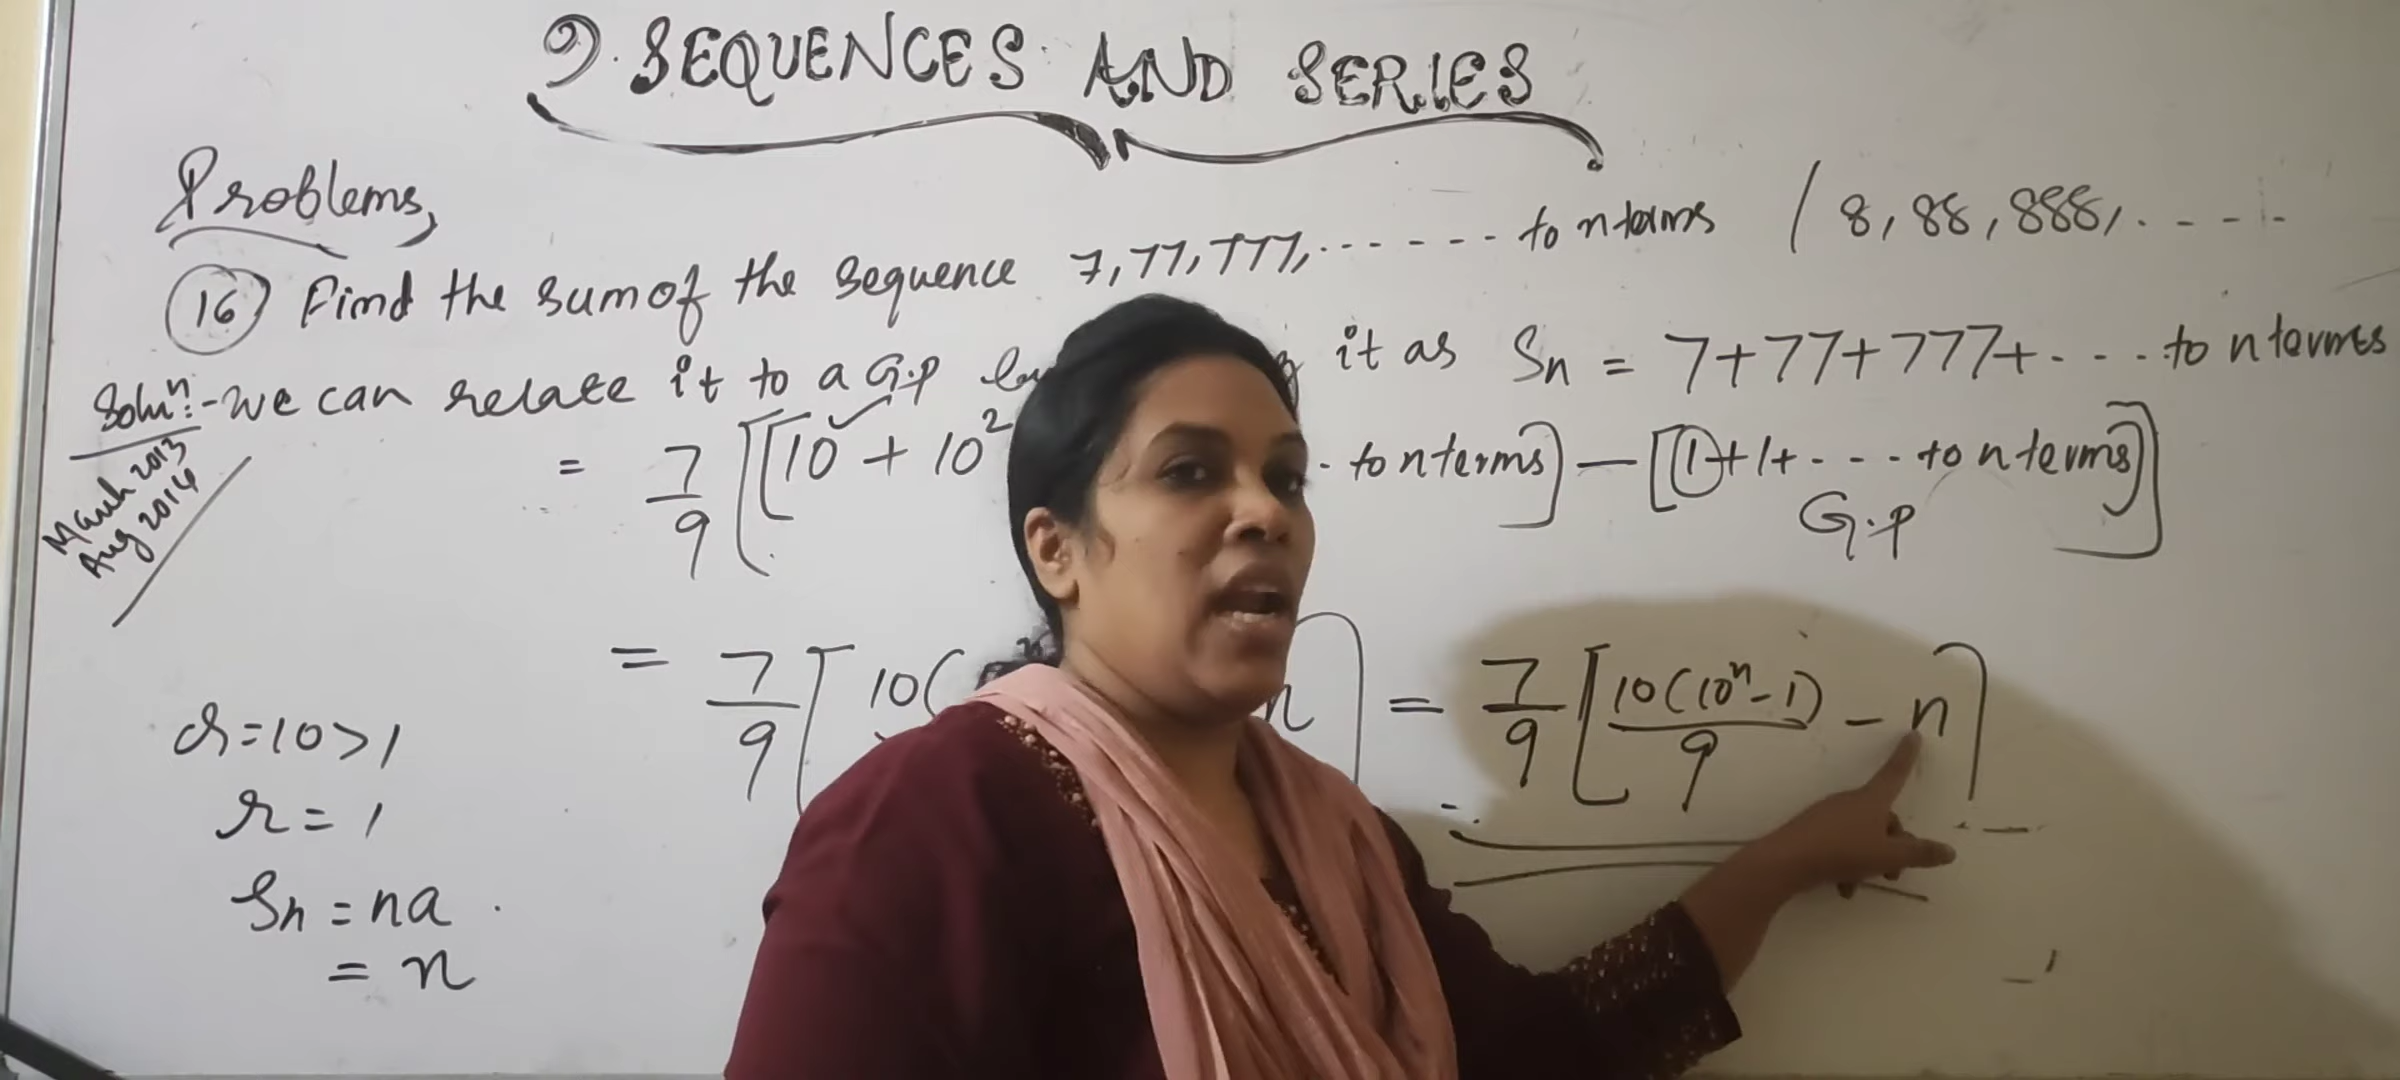 9. SEQUENCES AND SERIES
Problems,
16 Find the sum of the sequence 7, 77, 777, ...... to n terms / 8, 88, 888, ....
Soln:- We can relate it to a G.P it as Sn = 7+77+777+... to n terms
March 2013
Aug 2014
= 7/9 [[10 + 10² . to n terms] - [1+1+ ... to n terms]]
G.P
= 7/9 [10( n] = 7/9 [10(10ⁿ-1)/9 - n]
r=10>1
r=1
Sn = na
= n